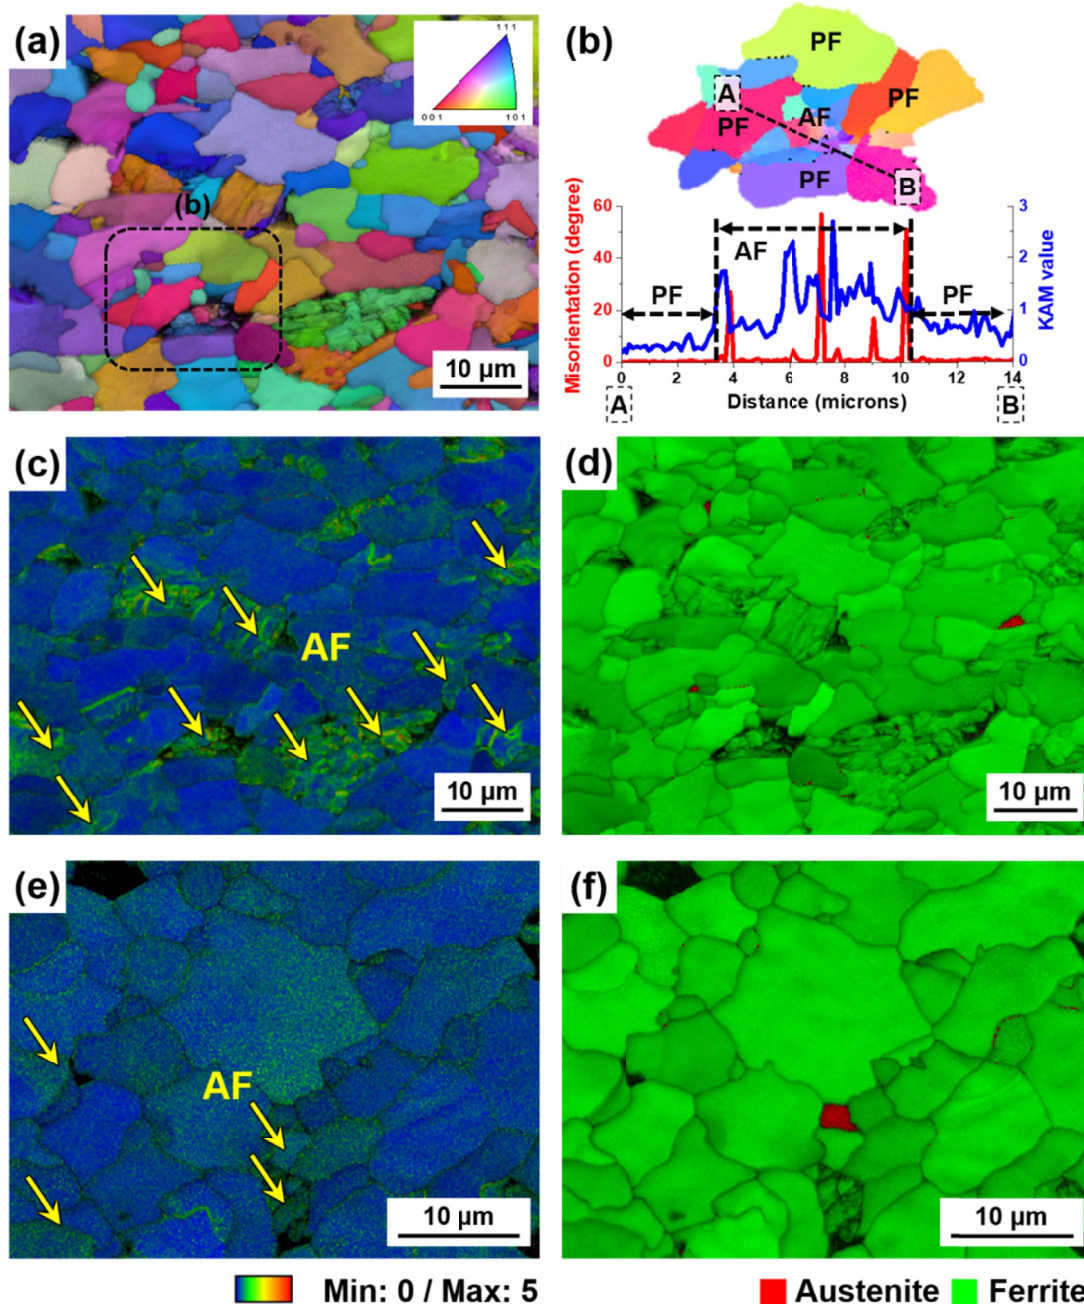 (a)
111
001
101
(b)
10 µm
(b)
PF
A
AF
PF
PF
PF
B
60
40
20
0
Misorientation (degree)
3
2
1
0
KAM value
AF
PF
PF
0 2 4 6 8 10 12 14
A
Distance (microns)
B
(c)
AF
10 µm
(d)
10 µm
(e)
AF
10 µm
(f)
10 µm
Min: 0 / Max: 5
Austenite
Ferrite